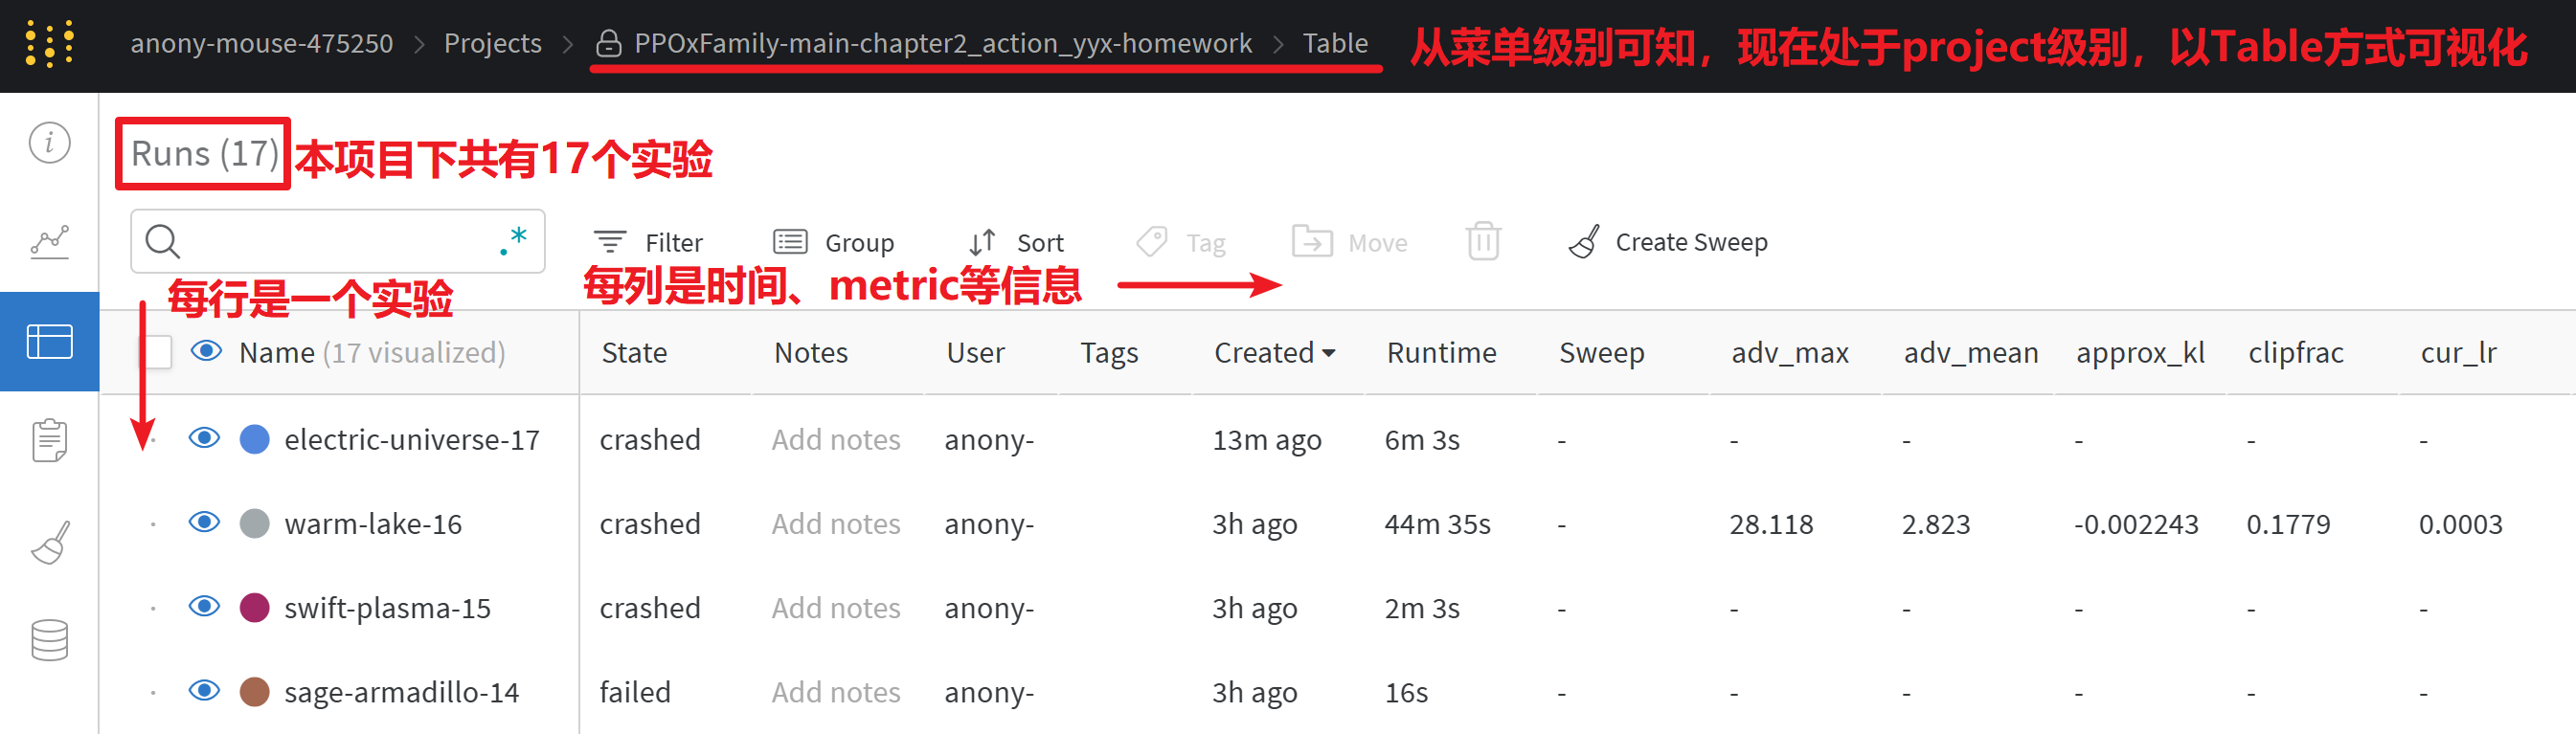 anony-mouse-475250 > Projects > PPOxFamily-main-chapter2_action_yyx-homework > Table 从菜单级别可知，现在处于project级别，以Table方式可视化
Runs (17) 本项目下共有17个实验
.* Filter Group Sort Tag Move Create Sweep
每行是一个实验 每列是时间、metric等信息
Name (17 visualized) State Notes User Tags Created Runtime Sweep adv_max adv_mean approx_kl clipfrac cur_lr
electric-universe-17 crashed Add notes anony- 13m ago 6m 3s - - - - - -
warm-lake-16 crashed Add notes anony- 3h ago 44m 35s - 28.118 2.823 -0.002243 0.1779 0.0003
swift-plasma-15 crashed Add notes anony- 3h ago 2m 3s - - - - - -
sage-armadillo-14 failed Add notes anony- 3h ago 16s - - - - - -